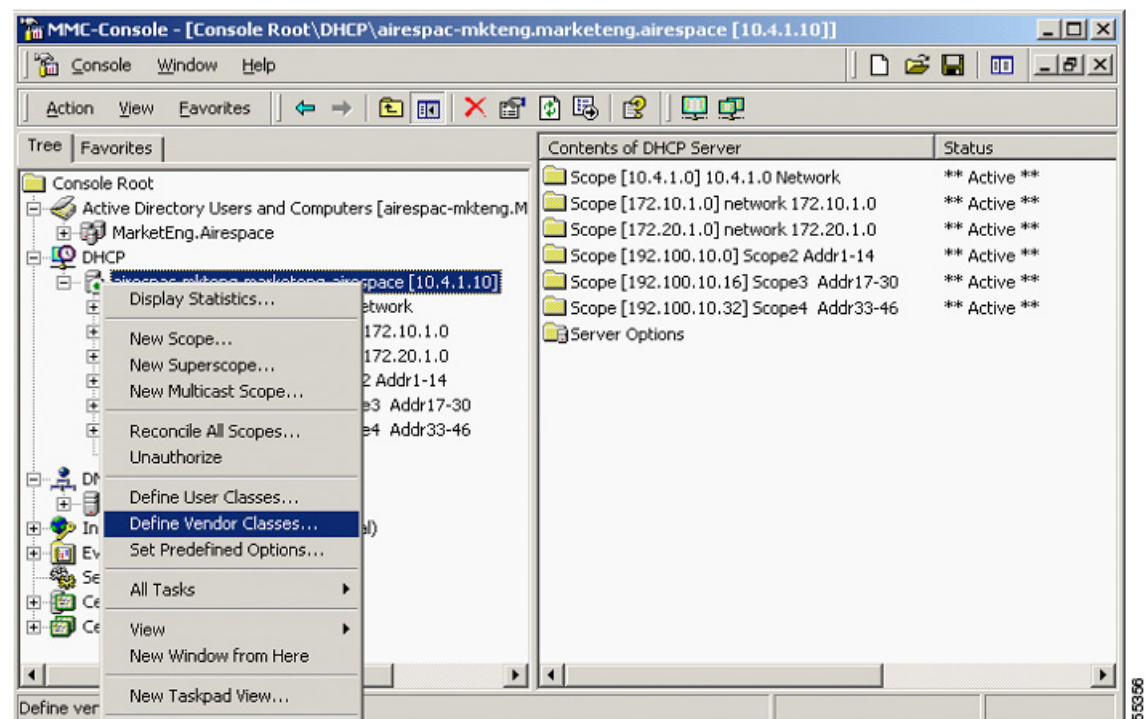 MMC-Console - [Console Root\DHCP\airespac-mkteng.marketeng.airespace [10.4.1.10]]
Console Window Help
Action View Favorites
Tree Favorites
Console Root
Active Directory Users and Computers [airespac-mkteng.M
MarketEng.Airespace
DHCP
airespac-mkteng.marketeng.airespace [10.4.1.10]
etwork
172.10.1.0
172.20.1.0
2 Addr1-14
e3 Addr17-30
e4 Addr33-46
In
al)
Ev
Se
Ce
Ce
Display Statistics...
New Scope...
New Superscope...
New Multicast Scope...
Reconcile All Scopes...
Unauthorize
Define User Classes...
Define Vendor Classes...
Set Predefined Options...
All Tasks
View
New Window from Here
New Taskpad View...
Contents of DHCP Server Status
Scope [10.4.1.0] 10.4.1.0 Network ** Active **
Scope [172.10.1.0] network 172.10.1.0 ** Active **
Scope [172.20.1.0] network 172.20.1.0 ** Active **
Scope [192.100.10.0] Scope2 Addr1-14 ** Active **
Scope [192.100.10.16] Scope3 Addr17-30 ** Active **
Scope [192.100.10.32] Scope4 Addr33-46 ** Active **
Server Options
Define ver
55356